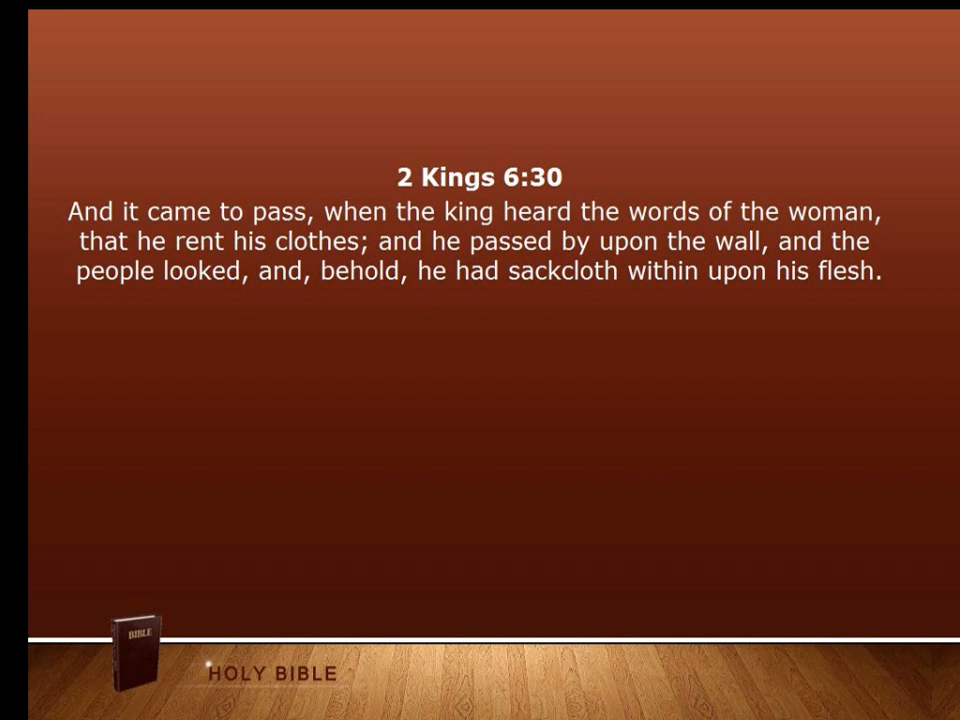 2 Kings 6:30
And it came to pass, when the king heard the words of the woman,
that he rent his clothes; and he passed by upon the wall, and the
people looked, and, behold, he had sackcloth within upon his flesh.
BIBLE
HOLY BIBLE